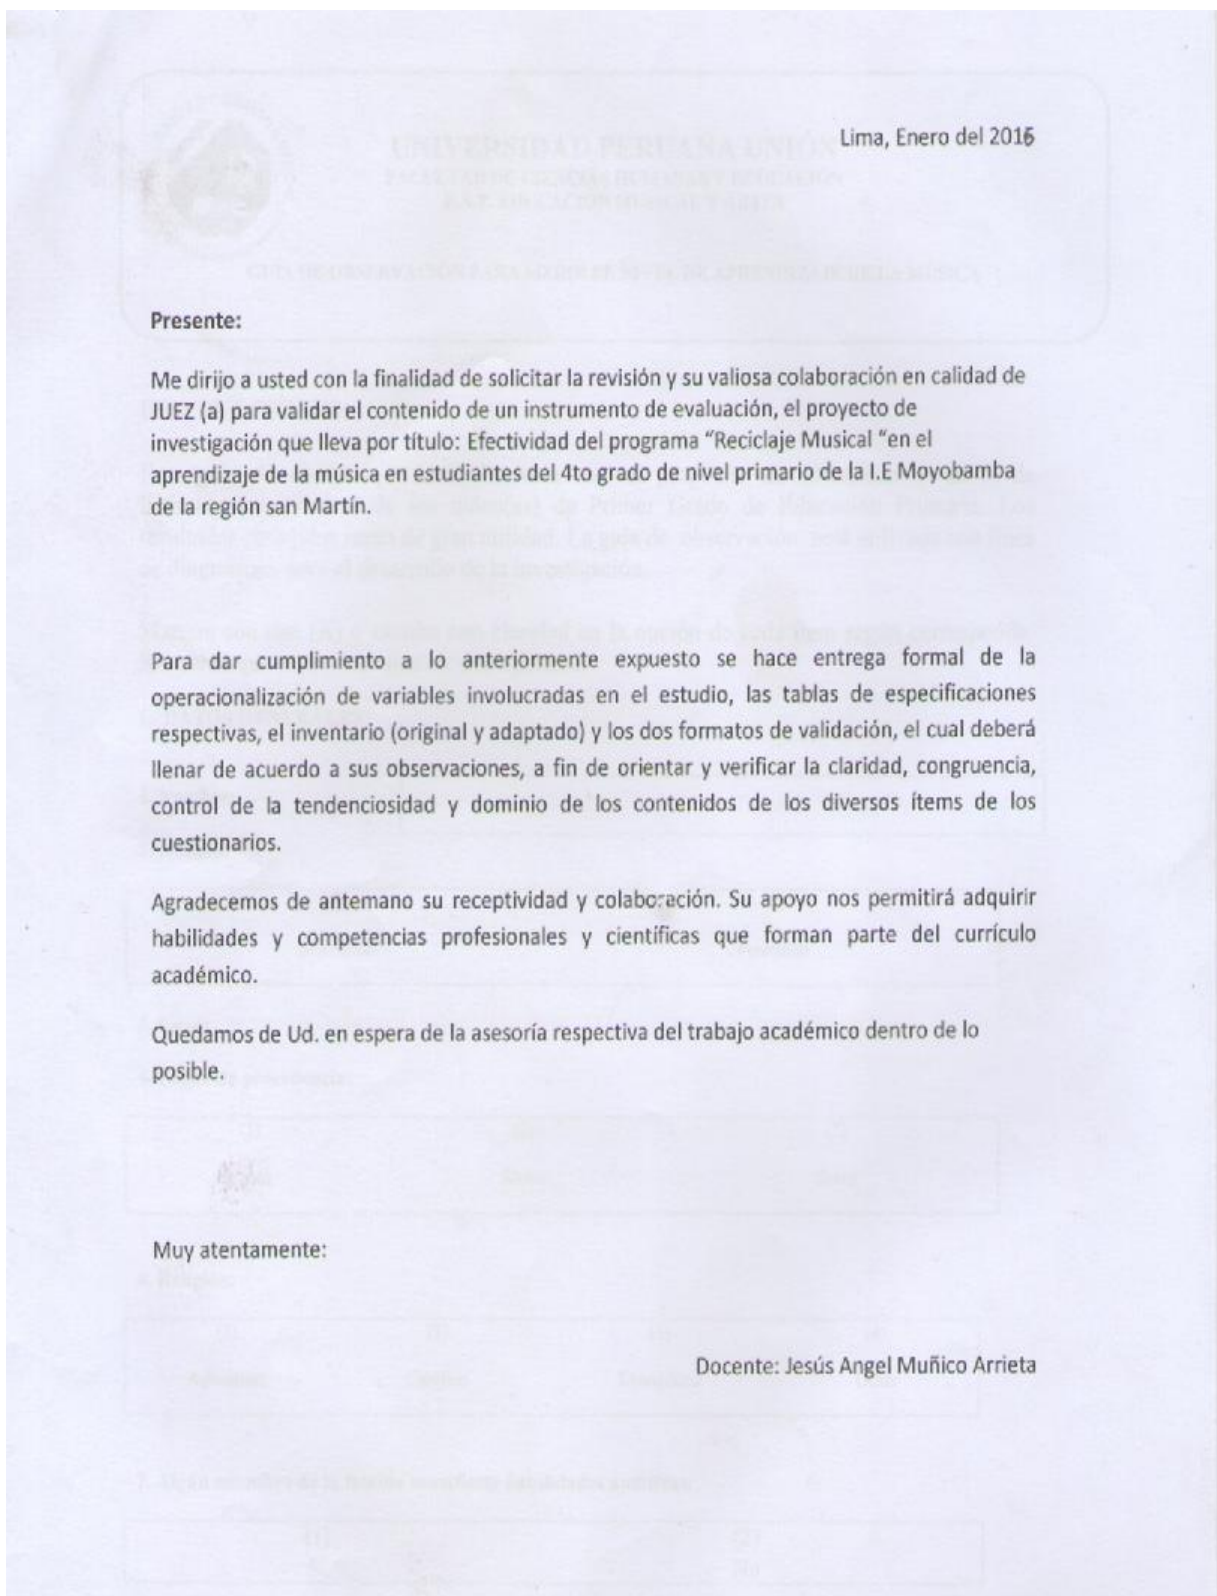 Lima, Enero del 2016
UNIVERSIDAD PERUANA UNIÓN
Presente:
Me dirijo a usted con la finalidad de solicitar la revisión y su valiosa colaboración en calidad de
JUEZ (a) para validar el contenido de un instrumento de evaluación, el proyecto de
investigación que lleva por título: Efectividad del programa “Reciclaje Musical “en el
aprendizaje de la música en estudiantes del 4to grado de nivel primario de la I.E Moyobamba
de la región san Martín.
Para dar cumplimiento a lo anteriormente expuesto se hace entrega formal de la
operacionalización de variables involucradas en el estudio, las tablas de especificaciones
respectivas, el inventario (original y adaptado) y los dos formatos de validación, el cual deberá
llenar de acuerdo a sus observaciones, a fin de orientar y verificar la claridad, congruencia,
control de la tendenciosidad y dominio de los contenidos de los diversos ítems de los
cuestionarios.
Agradecemos de antemano su receptividad y colaboración. Su apoyo nos permitirá adquirir
habilidades y competencias profesionales y científicas que forman parte del currículo
académico.
Quedamos de Ud. en espera de la asesoría respectiva del trabajo académico dentro de lo
posible.
Muy atentamente:
Docente: Jesús Angel Muñico Arrieta